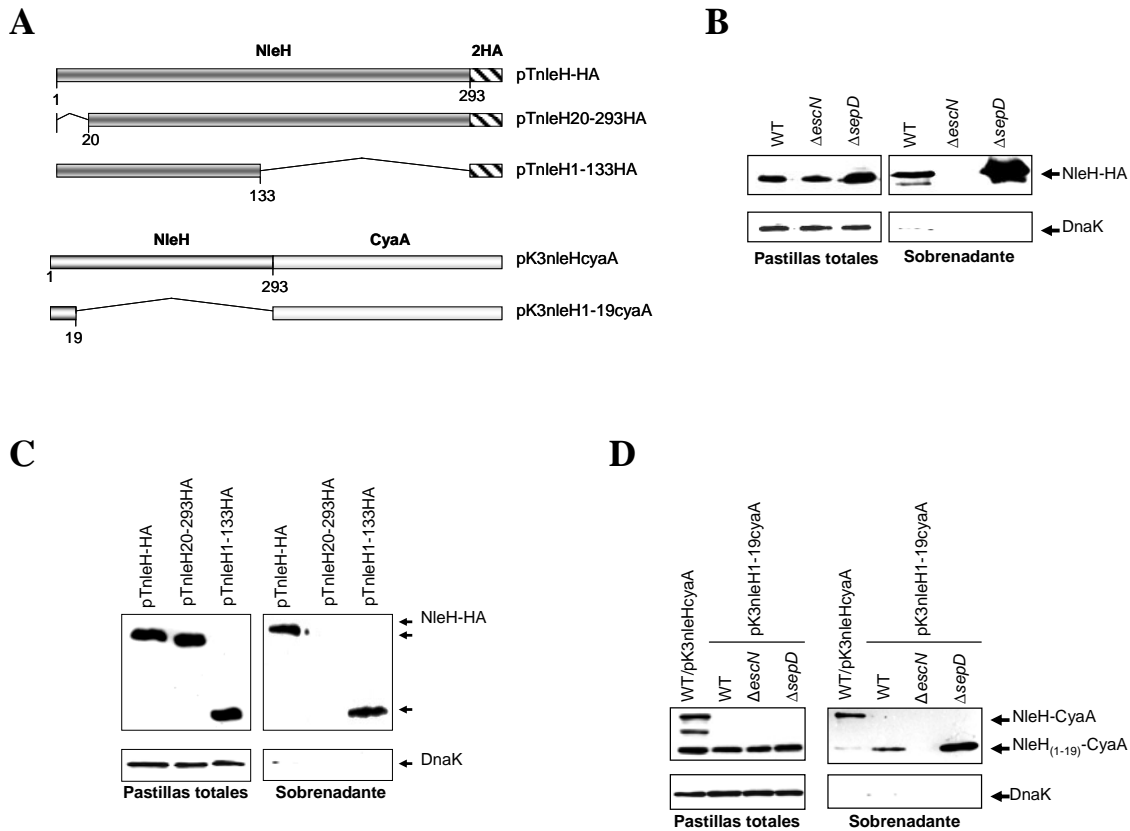 A
NleH 2HA
pTnleH-HA
1 293
pTnleH20-293HA
20
pTnleH1-133HA
133
NleH CyaA
pK3nleHcyaA
1 293
pK3nleH1-19cyaA
19
B
WT ΔescN ΔsepD WT ΔescN ΔsepD
NleH-HA
DnaK
Pastillas totales Sobrenadante
C
pTnleH-HA pTnleH20-293HA pTnleH1-133HA pTnleH-HA pTnleH20-293HA pTnleH1-133HA
NleH-HA
DnaK
Pastillas totales Sobrenadante
D
WT/pK3nleHcyaA pK3nleH1-19cyaA WT/pK3nleHcyaA pK3nleH1-19cyaA
WT ΔescN ΔsepD WT ΔescN ΔsepD
NleH-CyaA
NleH(1-19)-CyaA
DnaK
Pastillas totales Sobrenadante